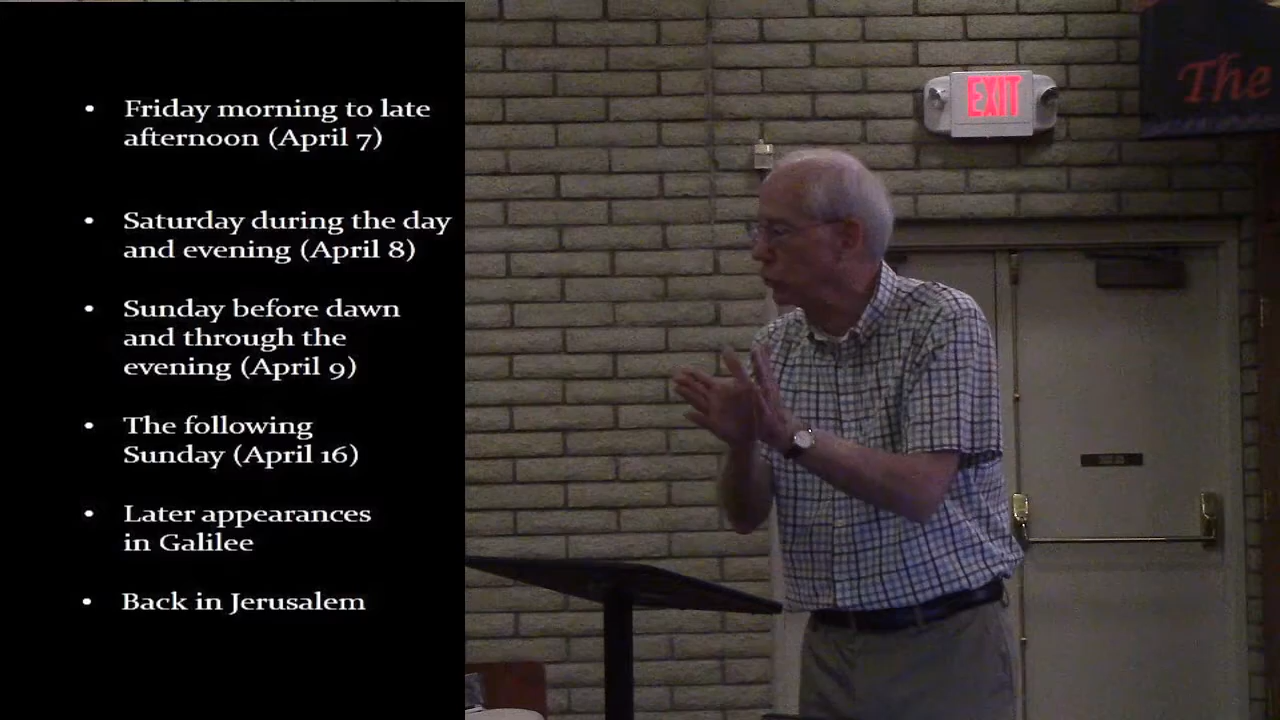 • Friday morning to late
afternoon (April 7)
• Saturday during the day
and evening (April 8)
• Sunday before dawn
and through the
evening (April 9)
• The following
Sunday (April 16)
• Later appearances
in Galilee
• Back in Jerusalem
EXIT
The